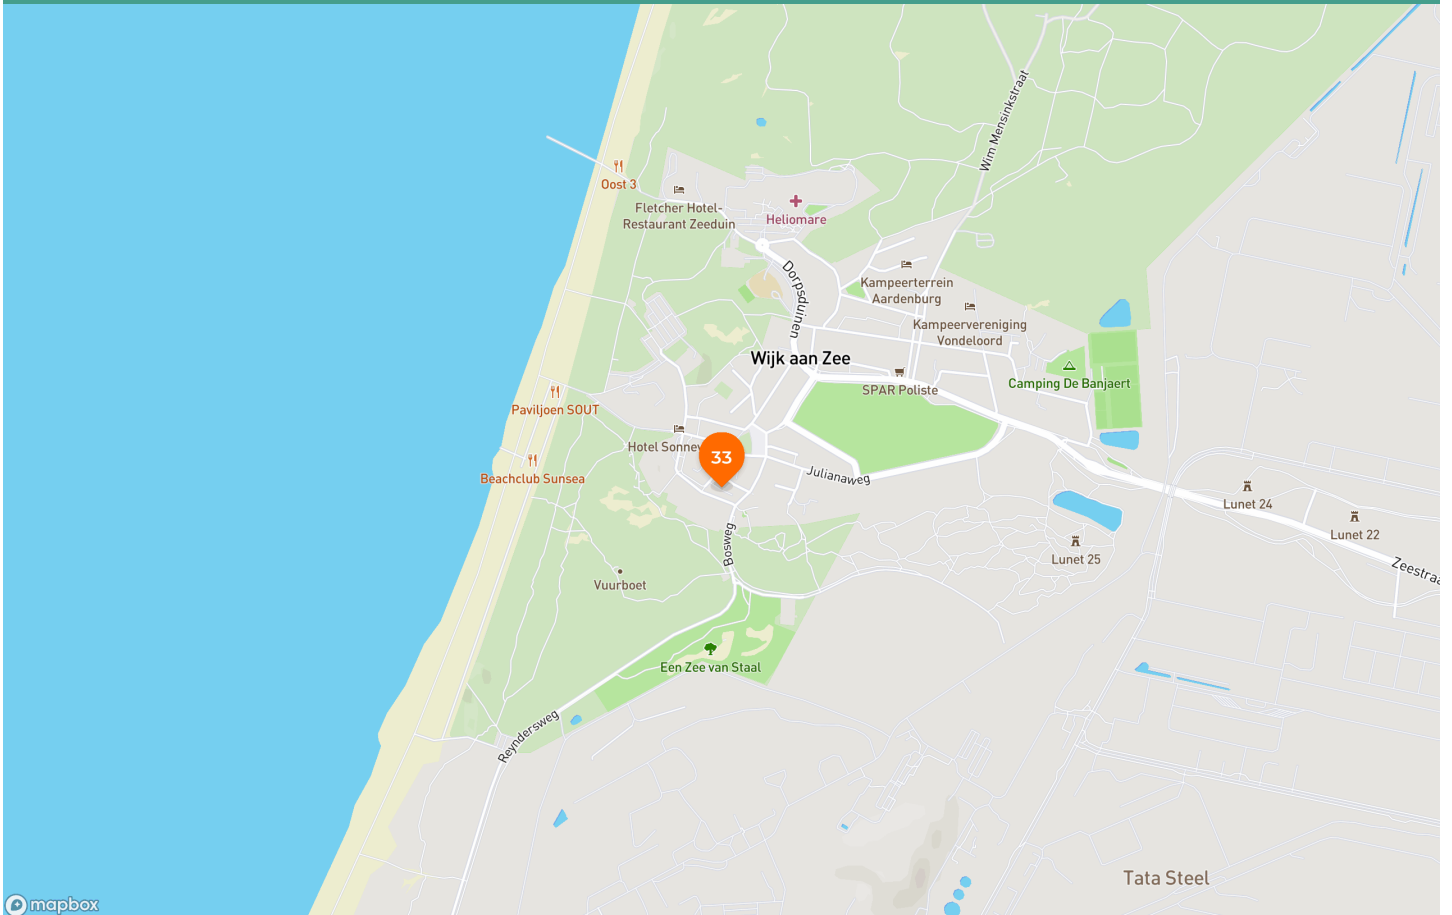 Wim Mensinkstraat
Oost 3
Fletcher Hotel-
Restaurant Zeeduin
Heliomare
Dorpsduinen
Kampeerterrein
Aardenburg
Kampeervereniging
Vondeloord
Wijk aan Zee
SPAR Poliste
Camping De Banjaert
Paviljoen SOUT
Hotel Sonnev
33
Beachclub Sunsea
Julianaweg
Lunet 24
Lunet 22
Bosweg
Lunet 25
Zeestraa
Vuurboet
Een Zee van Staal
Reyndersweg
Tata Steel
mapbox